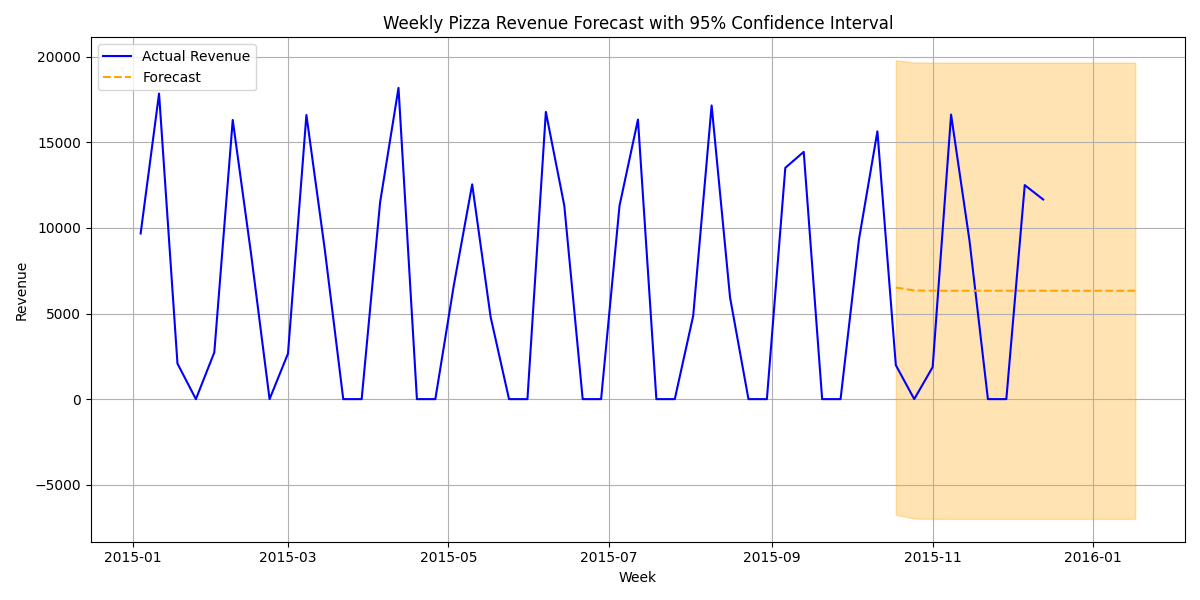 Weekly Pizza Revenue Forecast with 95% Confidence Interval
Actual Revenue
Forecast
20000
15000
10000
5000
0
−5000
Revenue
2015-01
2015-03
2015-05
2015-07
2015-09
2015-11
2016-01
Week